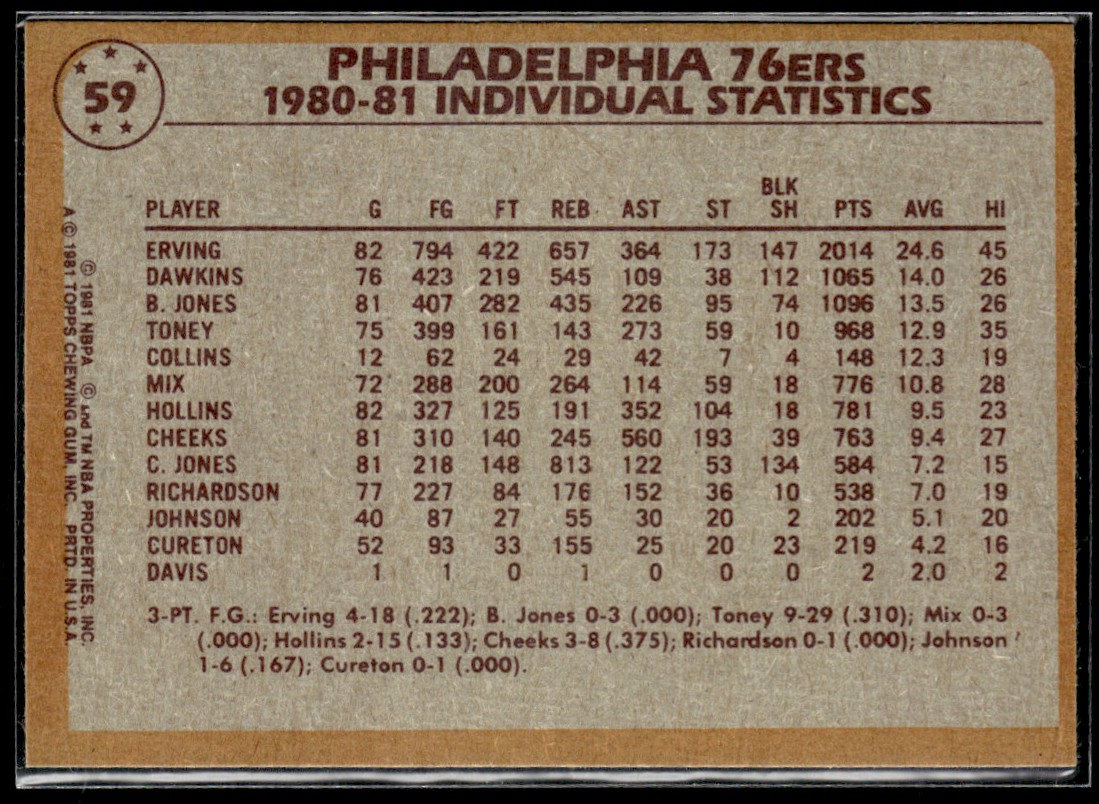 59
PHILADELPHIA 76ERS
1980-81 INDIVIDUAL STATISTICS
PLAYER G FG FT REB AST ST BLK SH PTS AVG HI
ERVING 82 794 422 657 364 173 147 2014 24.6 45
DAWKINS 76 423 219 545 109 38 112 1065 14.0 26
B. JONES 81 407 282 435 226 95 74 1096 13.5 26
TONEY 75 399 161 143 273 59 10 968 12.9 35
COLLINS 12 62 24 29 42 7 4 148 12.3 19
MIX 72 288 200 264 114 59 18 776 10.8 28
HOLLINS 82 327 125 191 352 104 18 781 9.5 23
CHEEKS 81 310 140 245 560 193 39 763 9.4 27
C. JONES 81 218 148 813 122 53 134 584 7.2 15
RICHARDSON 77 227 84 176 152 36 10 538 7.0 19
JOHNSON 40 87 27 55 30 20 2 202 5.1 20
CURETON 52 93 33 155 25 20 23 219 4.2 16
DAVIS 1 1 0 1 0 0 0 2 2.0 2
3-PT. F.G.: Erving 4-18 (.222); B. Jones 0-3 (.000); Toney 9-29 (.310); Mix 0-3
(.000); Hollins 2-15 (.133); Cheeks 3-8 (.375); Richardson 0-1 (.000); Johnson
1-6 (.167); Cureton 0-1 (.000).
© 1981 NBPA © and TM NBA PROPERTIES, INC.
A © 1981 TOPPS CHEWING GUM, INC. PRTD. IN U.S.A.